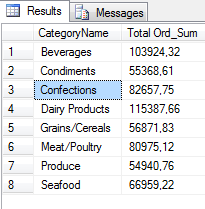 Results Messages
CategoryName Total Ord_Sum
1 Beverages 103924,32
2 Condiments 55368,61
3 Confections 82657,75
4 Dairy Products 115387,66
5 Grains/Cereals 56871,83
6 Meat/Poultry 80975,12
7 Produce 54940,76
8 Seafood 66959,22